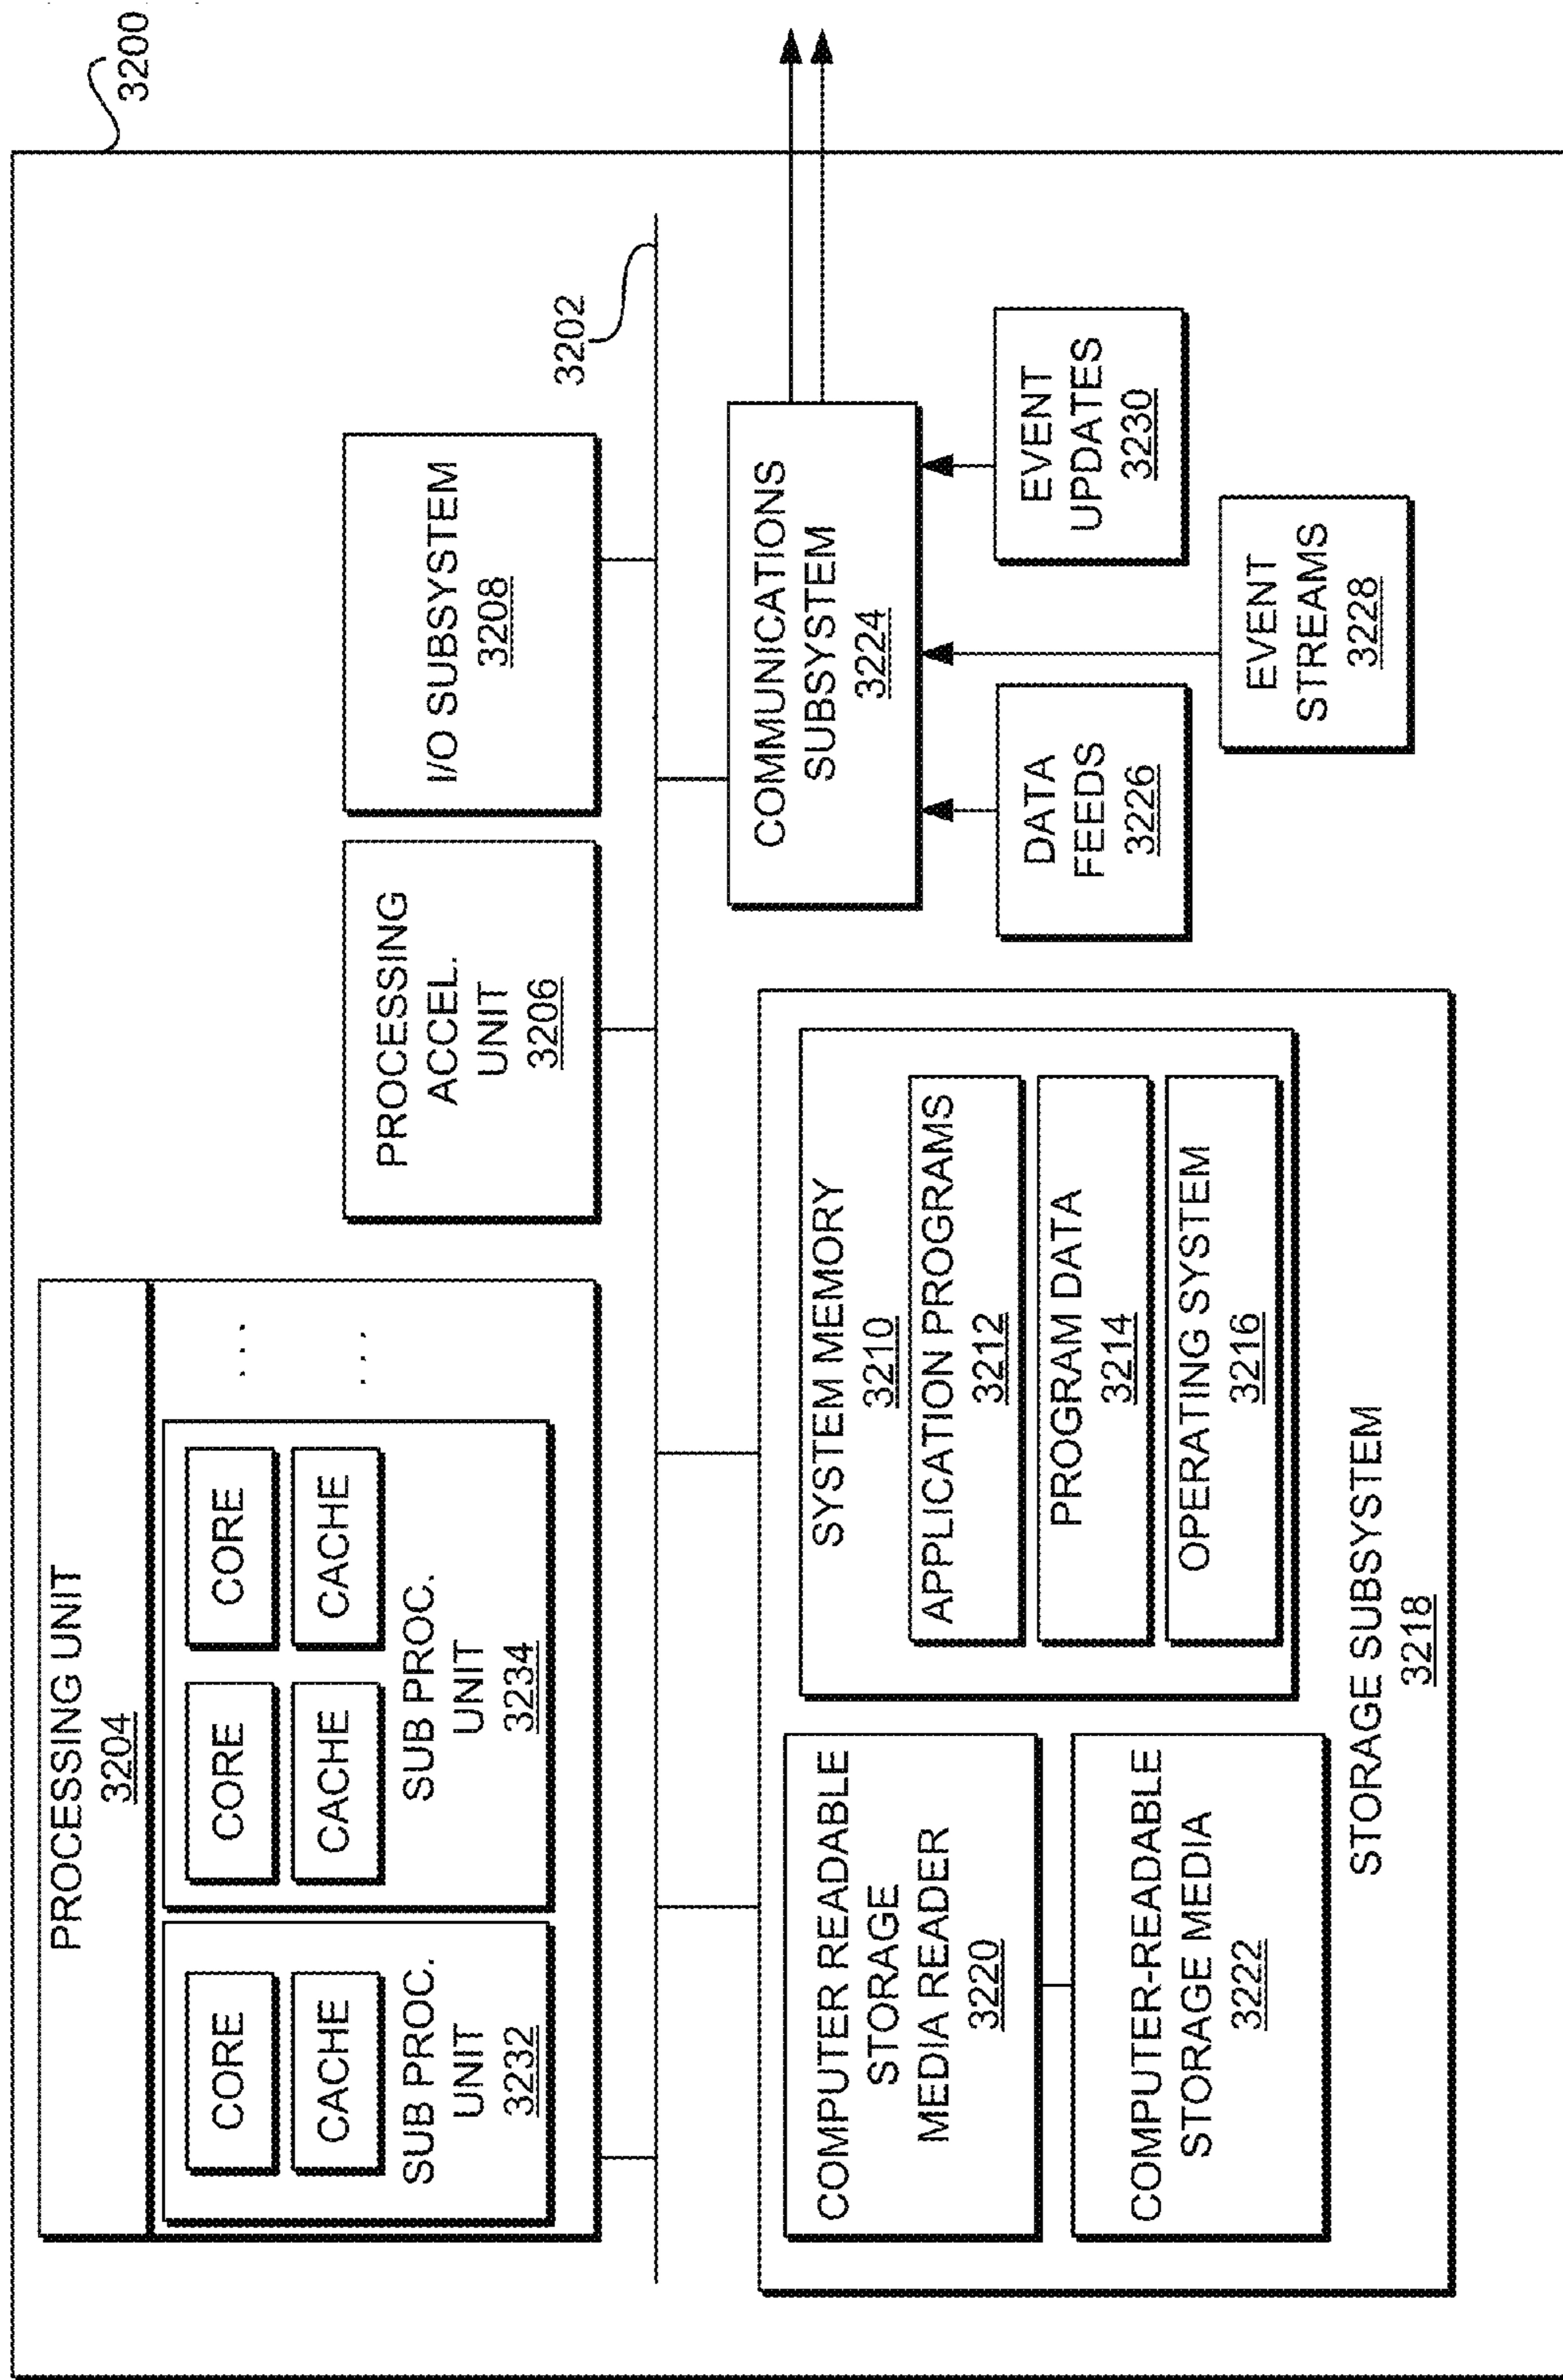 3200
PROCESSING UNIT
3204
CORE
CACHE
SUB PROC.
UNIT
3232
CORE
CORE
CACHE
CACHE
SUB PROC.
UNIT
3234
. . .
. . .
PROCESSING
ACCEL.
UNIT
3206
I/O SUBSYSTEM
3208
3202
COMPUTER READABLE
STORAGE
MEDIA READER
3220
COMPUTER-READABLE
STORAGE MEDIA
3222
SYSTEM MEMORY
3210
APPLICATION PROGRAMS
3212
PROGRAM DATA
3214
OPERATING SYSTEM
3216
STORAGE SUBSYSTEM
3218
COMMUNICATIONS
SUBSYSTEM
3224
DATA
FEEDS
3226
EVENT
STREAMS
3228
EVENT
UPDATES
3230